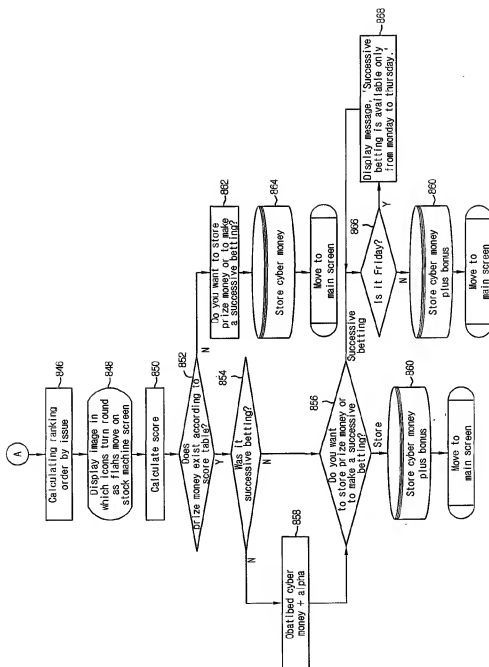 A
Calculating ranking
order by issue
846
Display image in
which icons turn round
as flahs move on
stock machine screen
848
Calculate score
850
Does
prize money exist according to
score table?
852
N
Y
Do you want to store
prize money or to make
a successive betting?
862
Store cyber money
864
Move to
main screen
Was it
successive betting?
854
N
N
Obatibed cyber
money + alpha
858
Do you want
to store prize money or
to make a successive
betting?
856
Successive
betting
Store
Store cyber money
plus bonus
860
Move to
main screen
Is it Friday?
866
Y
N
Display message, 'Successive
betting is available only
from monday to thursday.'
868
Store cyber money
plus bonus
860
Move to
main screen